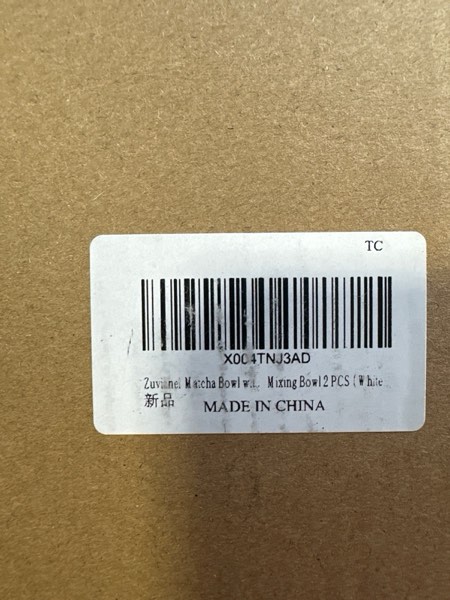 TC
X004TNJ3AD
Matcha Bowl Mixing Bowl 2 PCS (White
新品
MADE IN CHINA